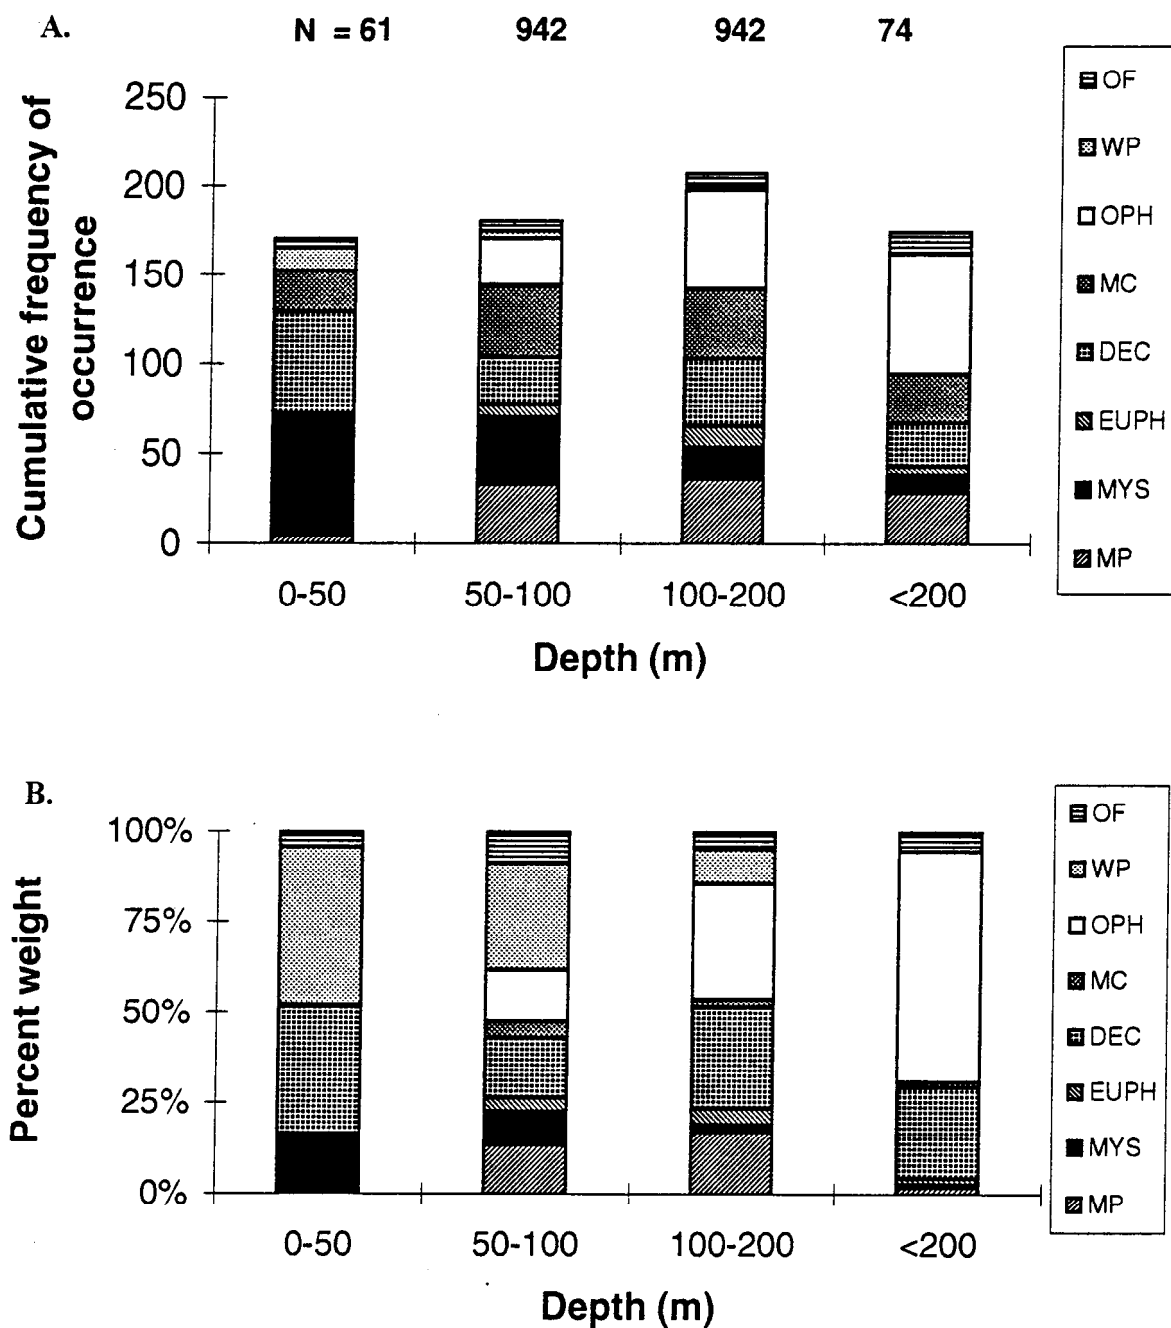 A.
N = 61 942 942 74
Cumulative frequency of
occurrence
250
200
150
100
50
0
0-50 50-100 100-200 <200
Depth (m)
OF
WP
OPH
MC
DEC
EUPH
MYS
MP
B.
Percent weight
100%
75%
50%
25%
0%
0-50 50-100 100-200 <200
Depth (m)
OF
WP
OPH
MC
DEC
EUPH
MYS
MP